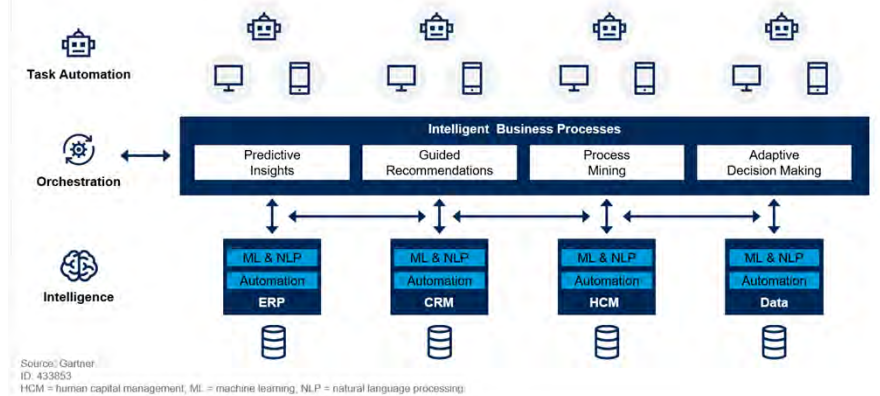 Task Automation
Intelligent Business Processes
Orchestration
Predictive
Insights
Guided
Recommendations
Process
Mining
Adaptive
Decision Making
Intelligence
ML & NLP
Automation
ERP
ML & NLP
Automation
CRM
ML & NLP
Automation
HCM
ML & NLP
Automation
Data
Source: Gartner
ID: 433853
HCM = human capital management, ML = machine learning, NLP = natural language processing